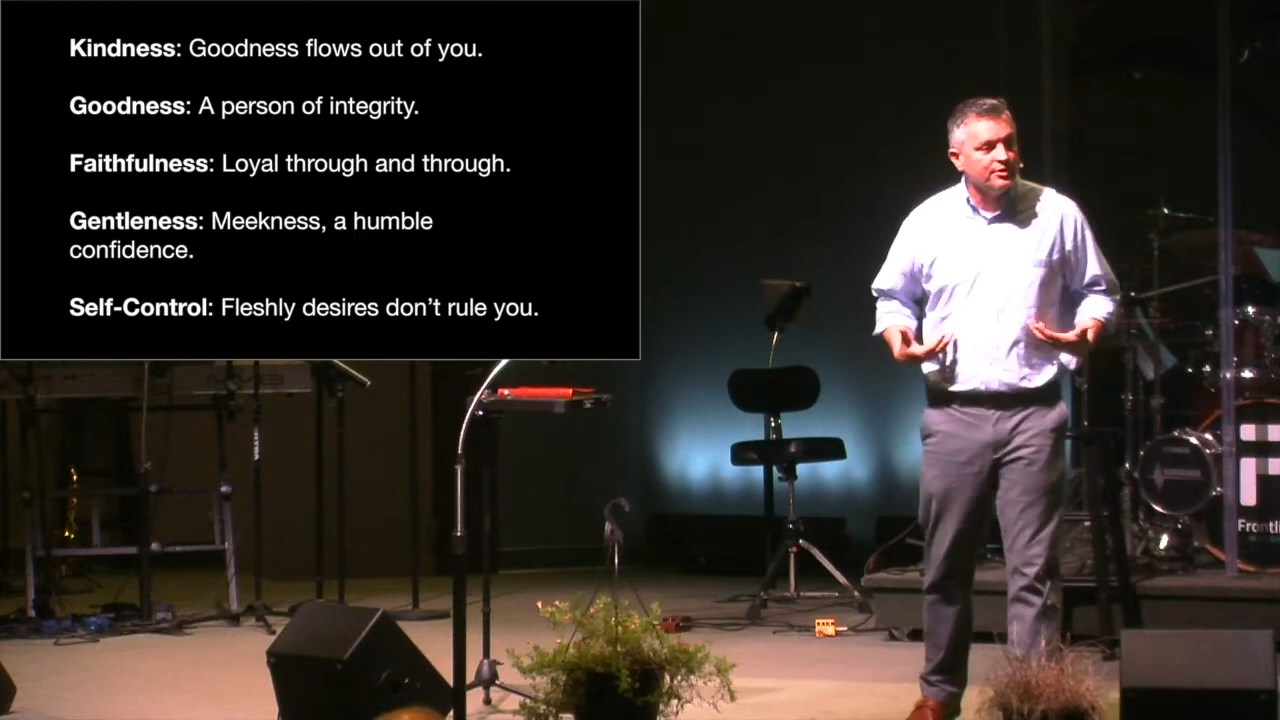 Kindness: Goodness flows out of you.
Goodness: A person of integrity.
Faithfulness: Loyal through and through.
Gentleness: Meekness, a humble
confidence.
Self-Control: Fleshly desires don't rule you.